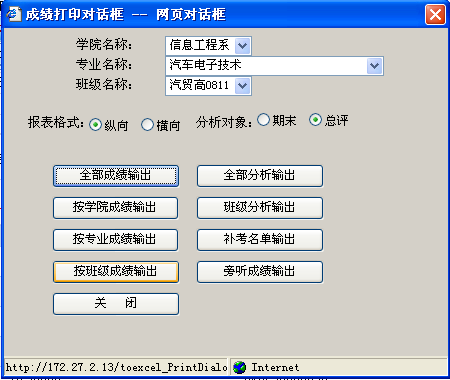 成绩打印对话框 -- 网页对话框
学院名称： 信息工程系
专业名称： 汽车电子技术
班级名称： 汽贸高0811
报表格式： 纵向 横向 分析对象： 期末 总评
全部成绩输出 全部分析输出
按学院成绩输出 班级分析输出
按专业成绩输出 补考名单输出
按班级成绩输出 旁听成绩输出
关 闭
http://172.27.2.13/toexcel_PrintDialo Internet